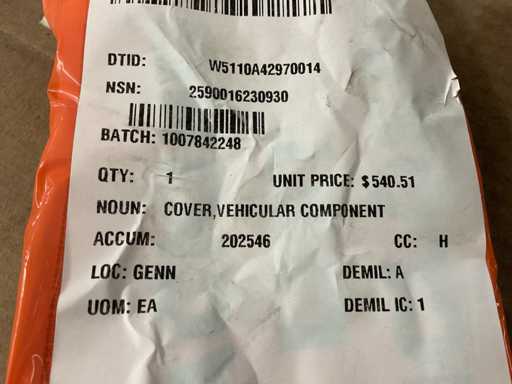 DTID: W5110A42970014
NSN: 2590016230930
BATCH: 1007842248
QTY: 1 UNIT PRICE: $540.51
NOUN: COVER,VEHICULAR COMPONENT
ACCUM: 202546 CC: H
LOC: GENN DEMIL: A
UOM: EA DEMIL IC: 1